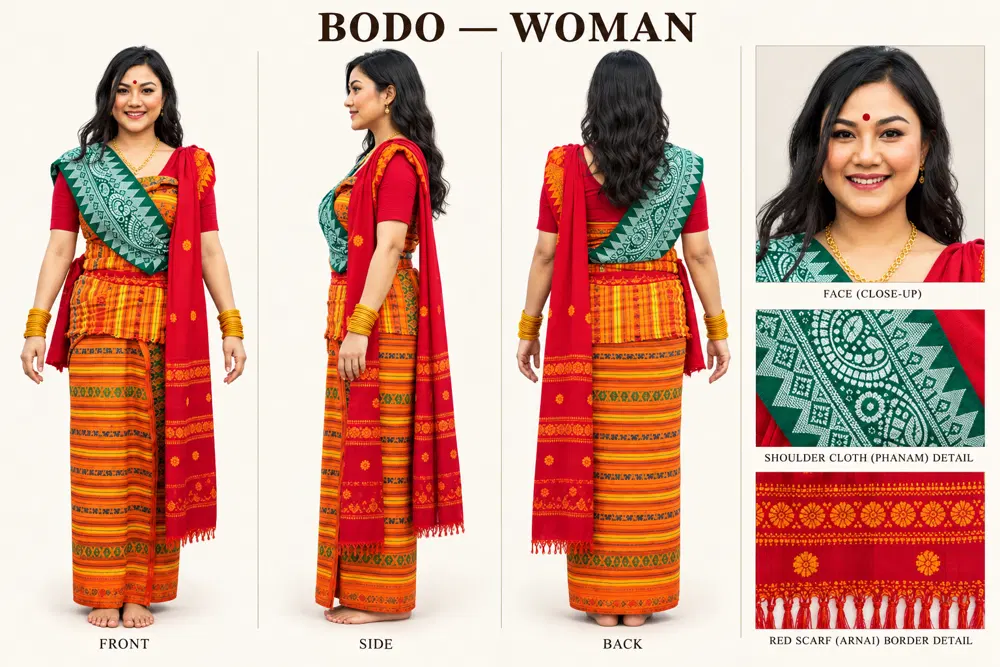 BODO — WOMAN
FACE (CLOSE-UP)
SHOULDER CLOTH (PHANAM) DETAIL
RED SCARF (ARNAI) BORDER DETAIL
FRONT
SIDE
BACK